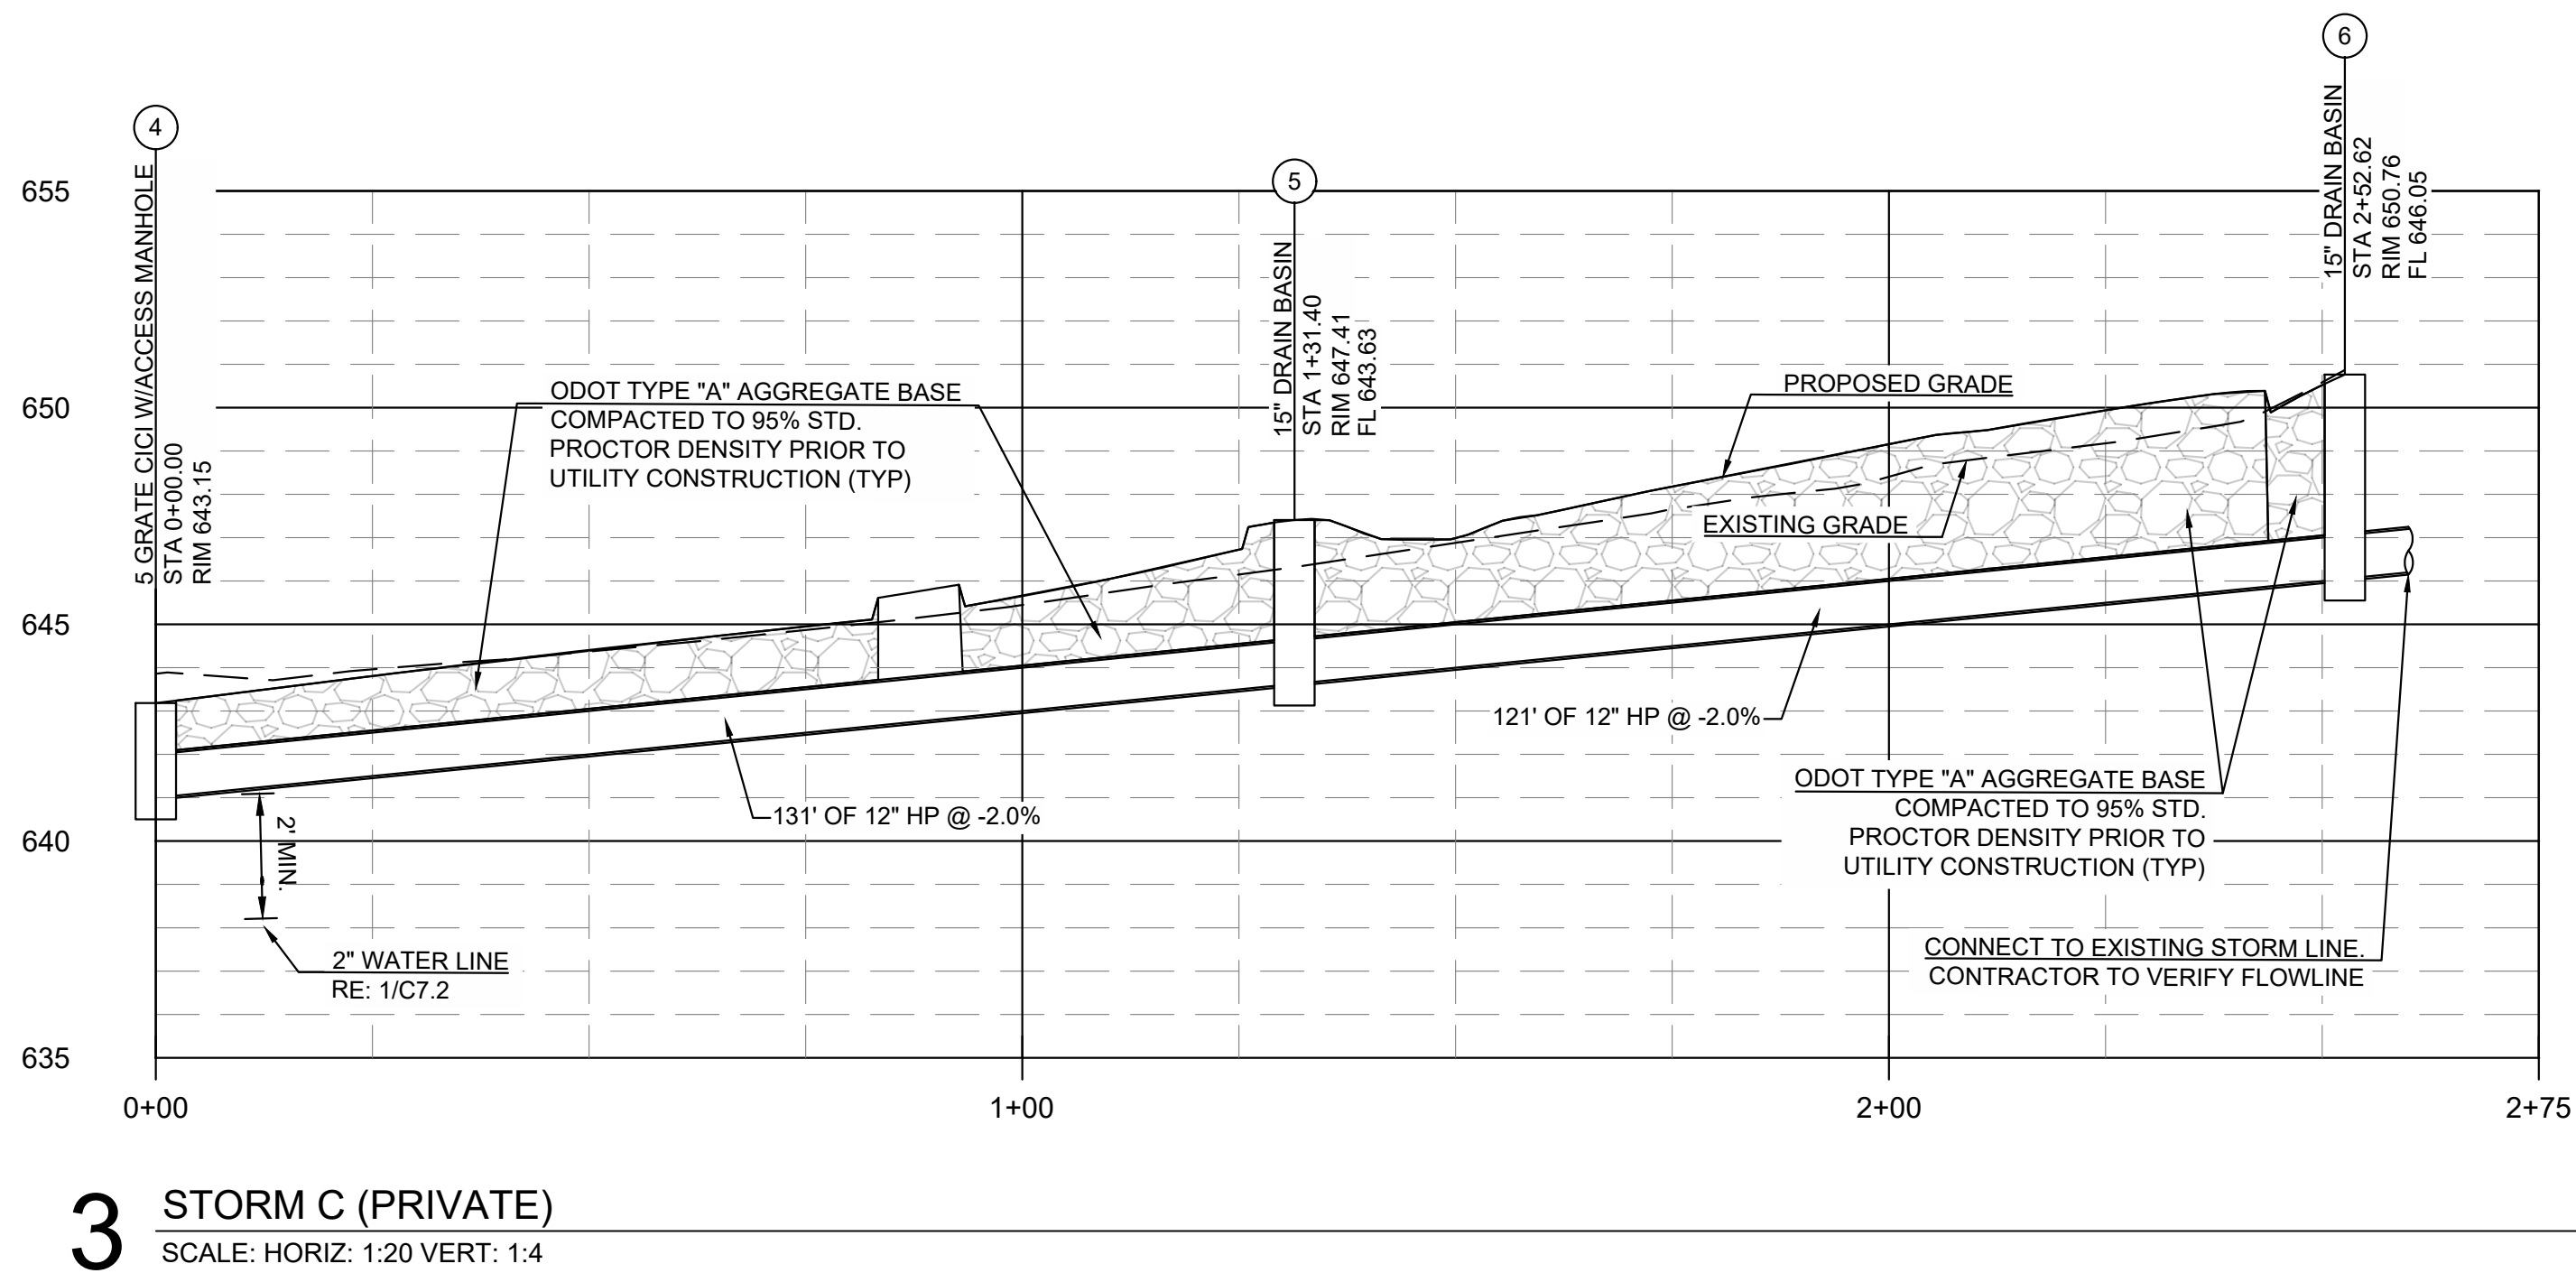 6
4
5
5 GRATE CICI W/ACCESS MANHOLE
STA 0+00.00
RIM 643.15
15" DRAIN BASIN
STA 1+31.40
RIM 647.41
FL 643.63
15" DRAIN BASIN
STA 2+52.62
RIM 650.76
FL 646.05
655
650
645
640
635
ODOT TYPE "A" AGGREGATE BASE
COMPACTED TO 95% STD.
PROCTOR DENSITY PRIOR TO
UTILITY CONSTRUCTION (TYP)
PROPOSED GRADE
EXISTING GRADE
121' OF 12" HP @ -2.0%
131' OF 12" HP @ -2.0%
2' MIN.
2" WATER LINE
RE: 1/C7.2
ODOT TYPE "A" AGGREGATE BASE
COMPACTED TO 95% STD.
PROCTOR DENSITY PRIOR TO
UTILITY CONSTRUCTION (TYP)
CONNECT TO EXISTING STORM LINE.
CONTRACTOR TO VERIFY FLOWLINE
0+00
1+00
2+00
2+75
3
STORM C (PRIVATE)
SCALE: HORIZ: 1:20 VERT: 1:4